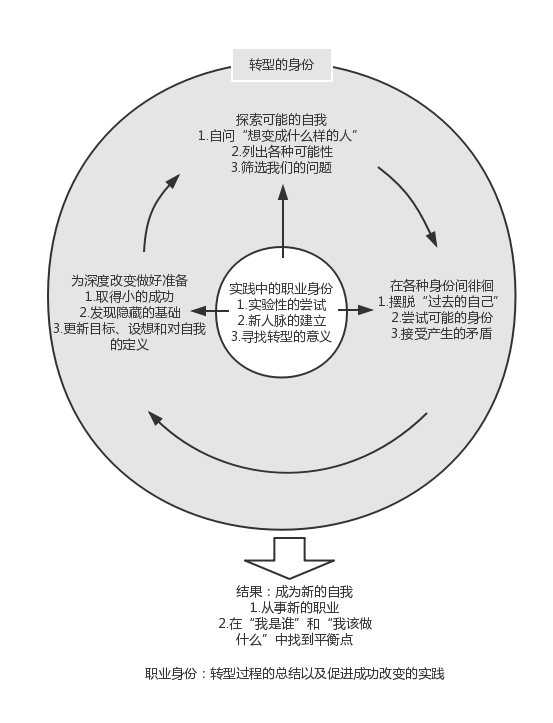 转型的身份
探索可能的自我
1.自问“想变成什么样的人”
2.列出各种可能性
3.筛选我们的问题
为深度改变做好准备
1.取得小的成功
2.发现隐藏的基础
3.更新目标、设想和对自我
的定义
实践中的职业身份
1.实验性的尝试
2.新人脉的建立
3.寻找转型的意义
在各种身份间徘徊
1.摆脱“过去的自己”
2.尝试可能的身份
3.接受产生的矛盾
结果：成为新的自我
1.从事新的职业
2.在“我是谁”和“我该做
什么”中找到平衡点
职业身份：转型过程的总结以及促进成功改变的实践